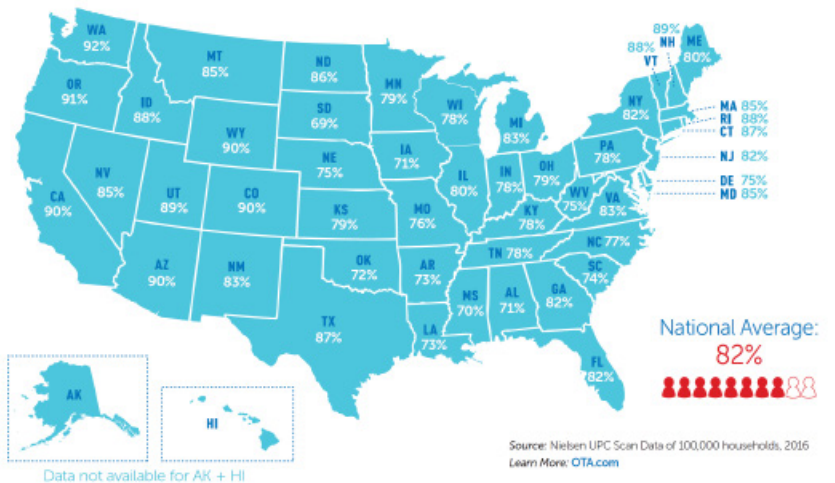 WA
92%
OR
91%
CA
90%
NV
85%
ID
88%
MT
85%
WY
90%
UT
89%
CO
90%
AZ
90%
NM
83%
ND
86%
SD
69%
NE
75%
KS
79%
OK
72%
TX
87%
MN
79%
IA
71%
MO
76%
AR
73%
LA
73%
WI
78%
IL
80%
MI
83%
IN
78%
OH
79%
KY
78%
TN 78%
MS
70%
AL
71%
GA
82%
FL
82%
SC
74%
NC 77%
VA
83%
WV
75%
PA
78%
NY
82%
88%
VT
89%
NH
ME
80%
MA 85%
RI 88%
CT 87%
NJ 82%
DE 75%
MD 85%
AK
HI
Data not available for AK + HI
National Average:
82%
Source: Nielsen UPC Scan Data of 100,000 households, 2016
Learn More: OTA.com